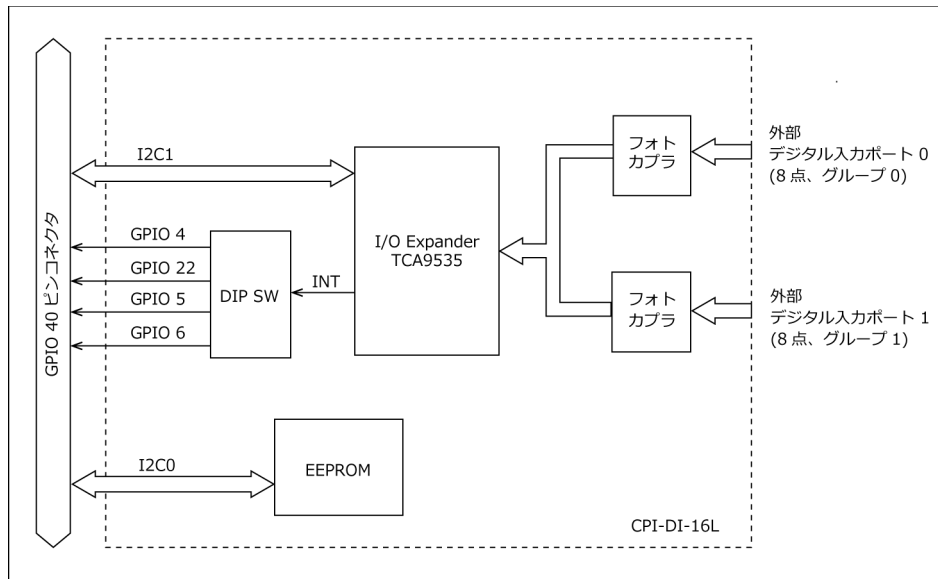 GPIO 40 ピンコネクタ
I2C1
GPIO 4
GPIO 22
GPIO 5
GPIO 6
DIP SW
INT
I/O Expander
TCA9535
フォト
カプラ
外部
デジタル入力ポート 0
(8 点、グループ 0)
フォト
カプラ
外部
デジタル入力ポート 1
(8 点、グループ 1)
I2C0
EEPROM
CPI-DI-16L